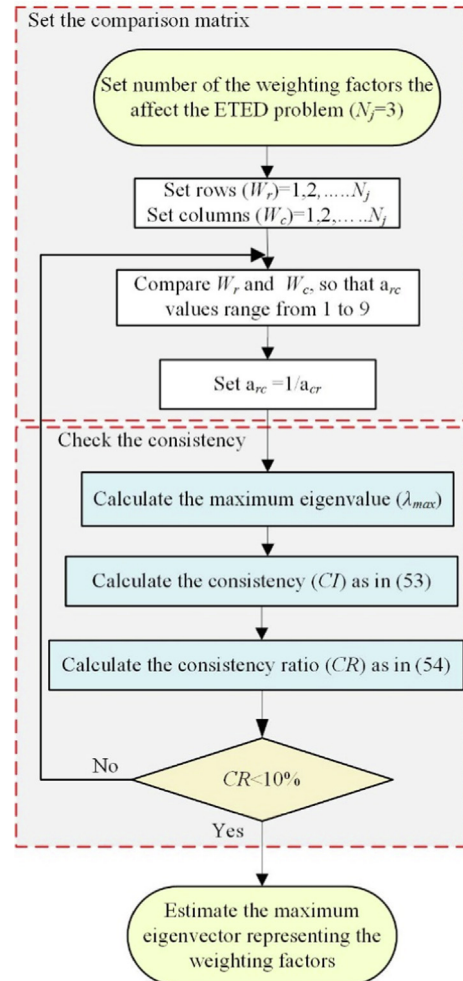 Set the comparison matrix
Set number of the weighting factors the
affect the ETED problem (Nj=3)
Set rows (Wr)=1,2,.....Nj
Set columns (Wc)=1,2,.....Nj
Compare Wr and Wc, so that arc
values range from 1 to 9
Set arc =1/acr
Check the consistency
Calculate the maximum eigenvalue (λmax)
Calculate the consistency (CI) as in (53)
Calculate the consistency ratio (CR) as in (54)
No
CR<10%
Yes
Estimate the maximum
eigenvector representing the
weighting factors